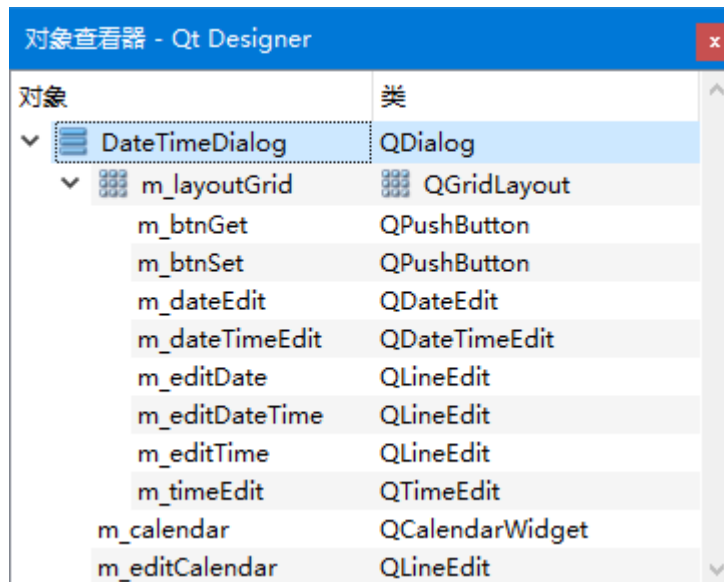 对象查看器 - Qt Designer
x
对象 类
DateTimeDialog QDialog
m_layoutGrid QGridLayout
m_btnGet QPushButton
m_btnSet QPushButton
m_dateEdit QDateEdit
m_dateTimeEdit QDateTimeEdit
m_editDate QLineEdit
m_editDateTime QLineEdit
m_editTime QLineEdit
m_timeEdit QTimeEdit
m_calendar QCalendarWidget
m_editCalendar QLineEdit